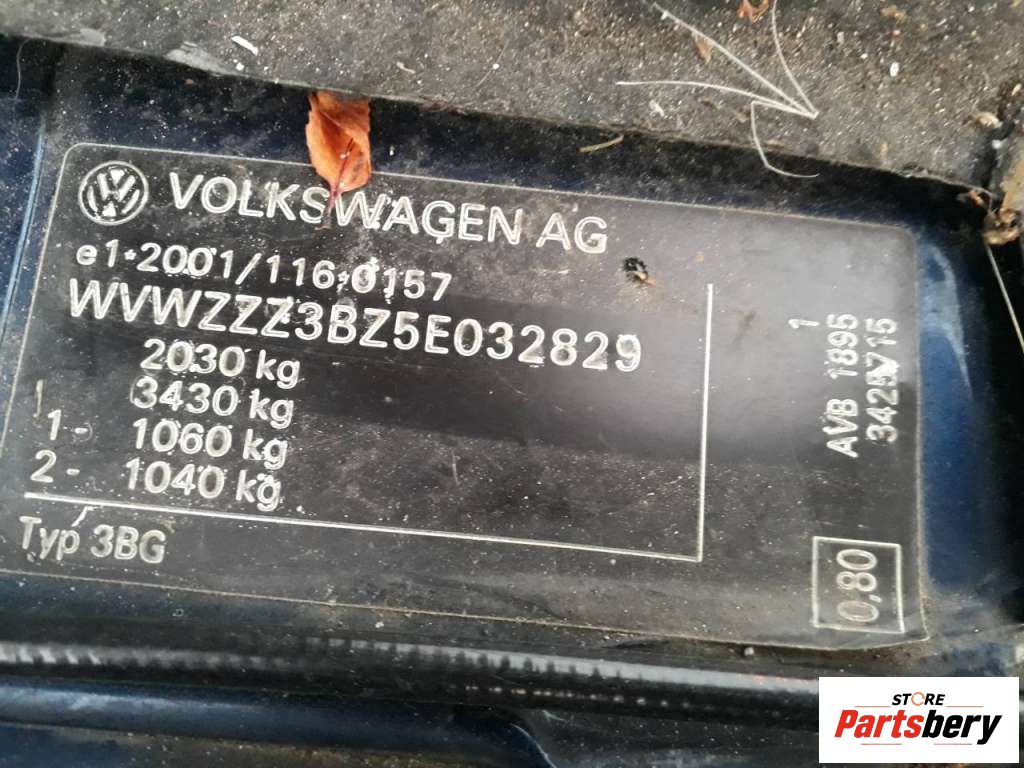 VOLKSWAGEN AG
e1*2001/116*0157
WVWZZZ3BZ5E032829
2030 kg
3430 kg
1- 1060 kg
2- 1040 kg
Typ 3BG
1
AVB 1895
3425715
0,80
STORE
Partsbery